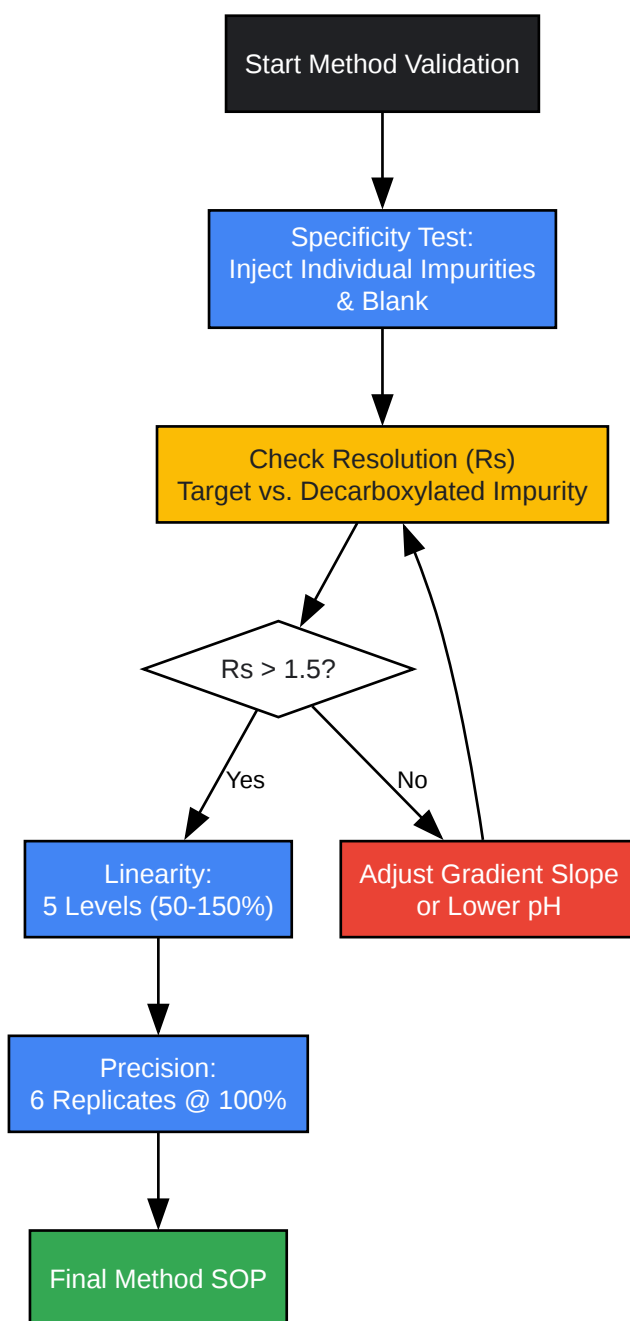 Start Method Validation
Specificity Test:
Inject Individual Impurities
& Blank
Check Resolution (Rs)
Target vs. Decarboxylated Impurity
Rs > 1.5?
Yes
No
Linearity:
5 Levels (50-150%)
Adjust Gradient Slope
or Lower pH
Precision:
6 Replicates @ 100%
Final Method SOP